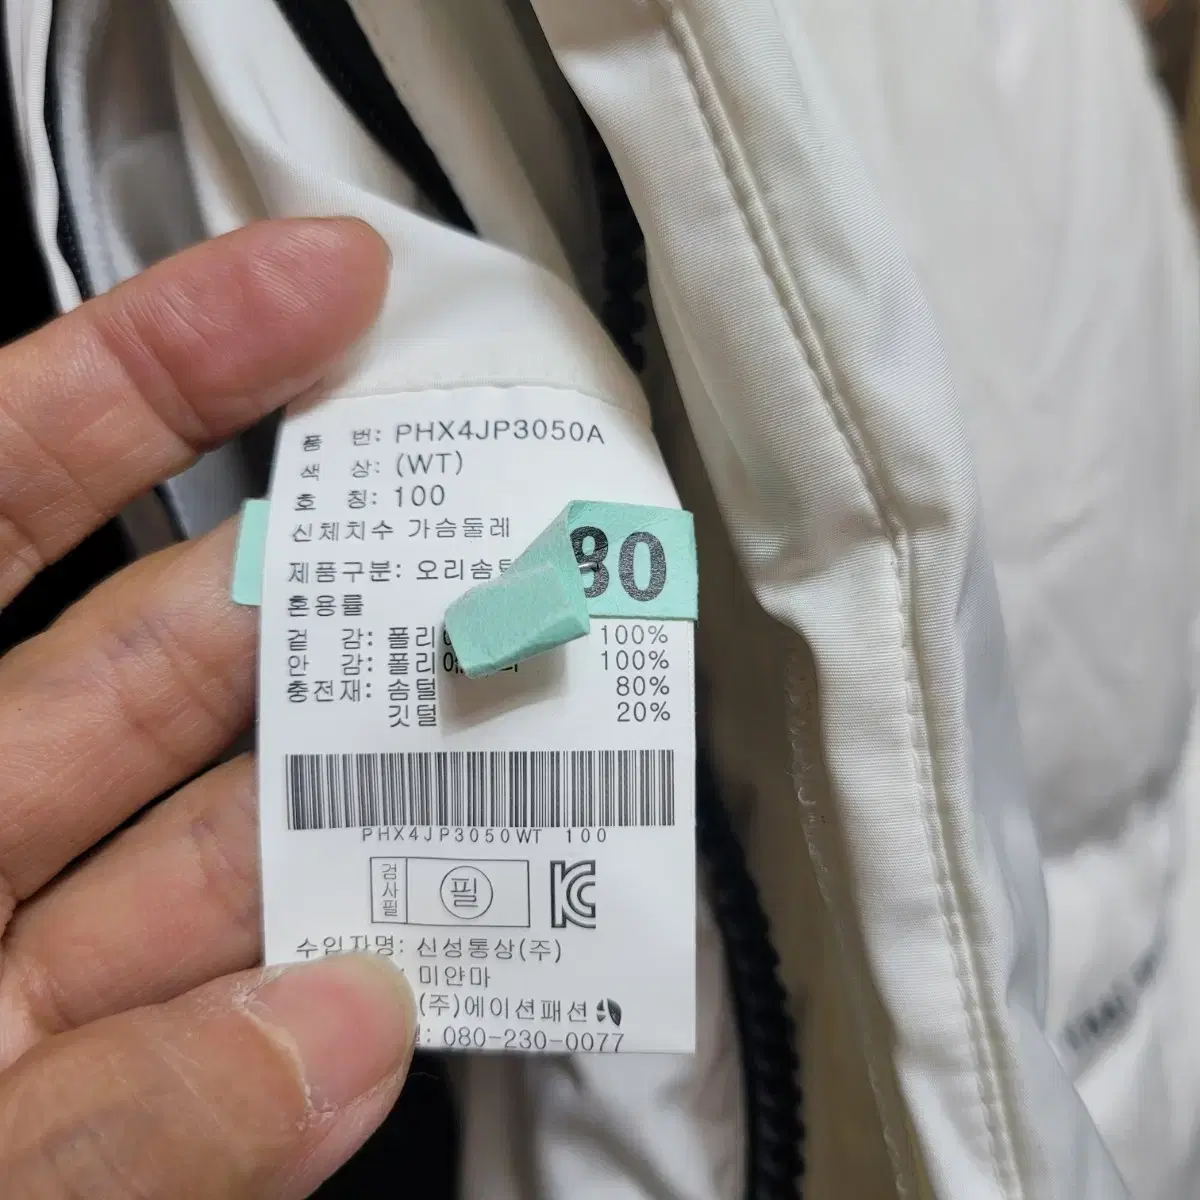 품 번: PHX4JP3050A
색 상: (WT)
호 칭: 100
신체치수 가슴둘레
80
제품구분: 오리솜털
혼용률
겉 감: 폴리 100%
안 감: 폴리에 100%
충전재: 솜털 80%
깃털 20%
PHX4JP3050WT 100
검사필 필
수입자명: 신성통상(주)
미얀마
(주)에이션패션
: 080-230-0077